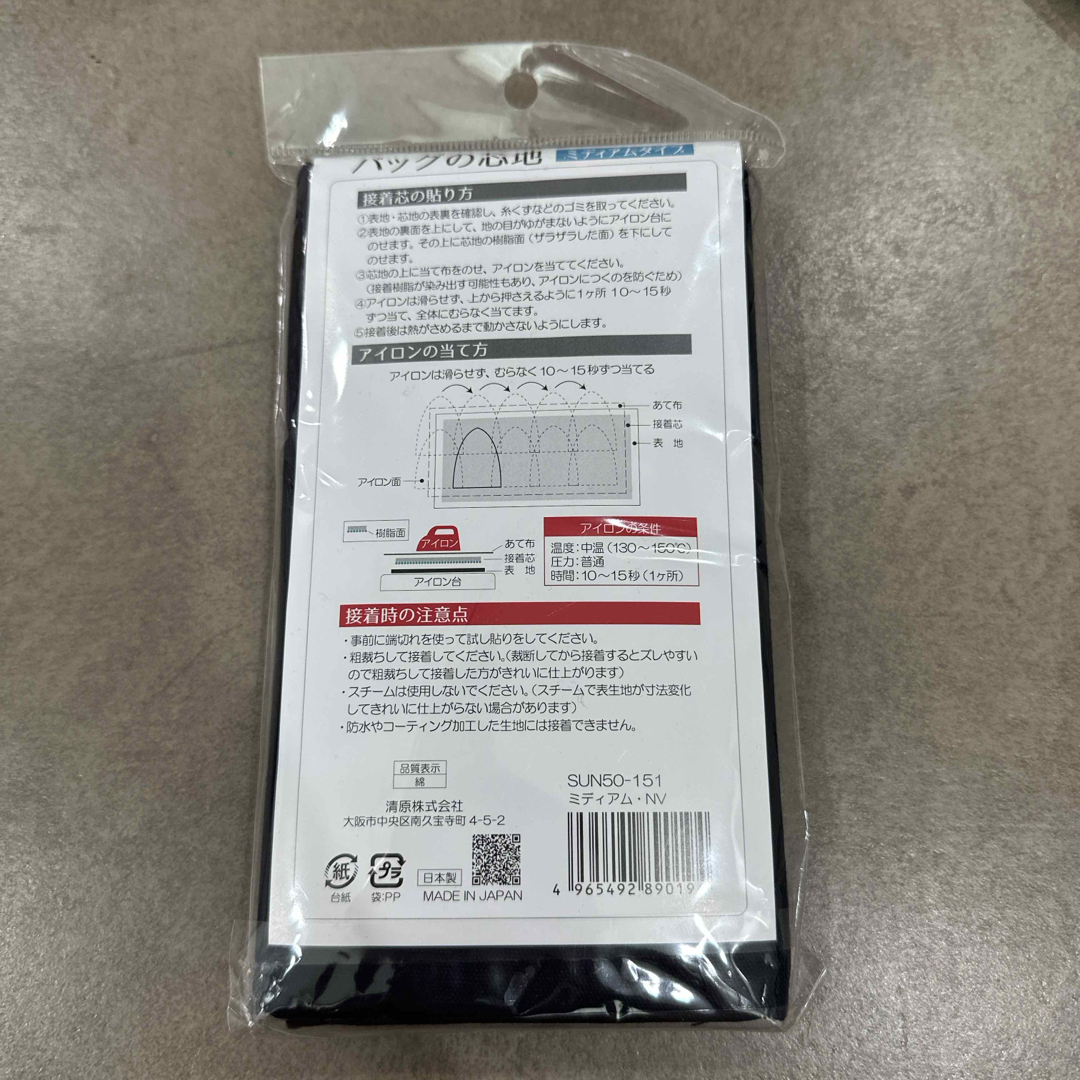 バッグの芯地 ミディアムタイプ
接着芯の貼り方
①表地・芯地の表裏を確認し、糸くずなどのゴミを取ってください。
②表地の裏面を上にして、地の目がゆがまないようにアイロン台に
のせます。その上に芯地の樹脂面（ザラザラした面）を下にして
のせます。
③芯地の上に当て布をのせ、アイロンを当ててください。
（接着樹脂が染み出す可能性もあり、アイロンにつくのを防ぐため）
④アイロンは滑らせず、上から押さえるように1ヶ所 10〜15秒
ずつ当て、全体にむらなく当てます。
⑤接着後は熱がさめるまで動かさないようにします。
アイロンの当て方
アイロンは滑らせず、むらなく10〜15秒ずつ当てる
あて布
接着芯
表 地
アイロン面
樹脂面
アイロン
あて布
接着芯
表 地
アイロン台
アイロンの条件
温度：中温（130〜150℃）
圧力：普通
時間：10〜15秒（1ヶ所）
接着時の注意点
・事前に端切れを使って試し貼りをしてください。
・粗裁ちして接着してください。（裁断してから接着するとズレやすい
ので粗裁ちして接着した方がきれいに仕上がります）
・スチームは使用しないでください。（スチームで表生地が寸法変化
してきれいに仕上がらない場合があります）
・防水やコーティング加工した生地には接着できません。
品質表示
綿
清原株式会社
大阪市中央区南久宝寺町 4-5-2
SUN50-151
ミディアム・NV
紙
台紙
プラ
袋:PP
日本製
MADE IN JAPAN
4 965492 89019